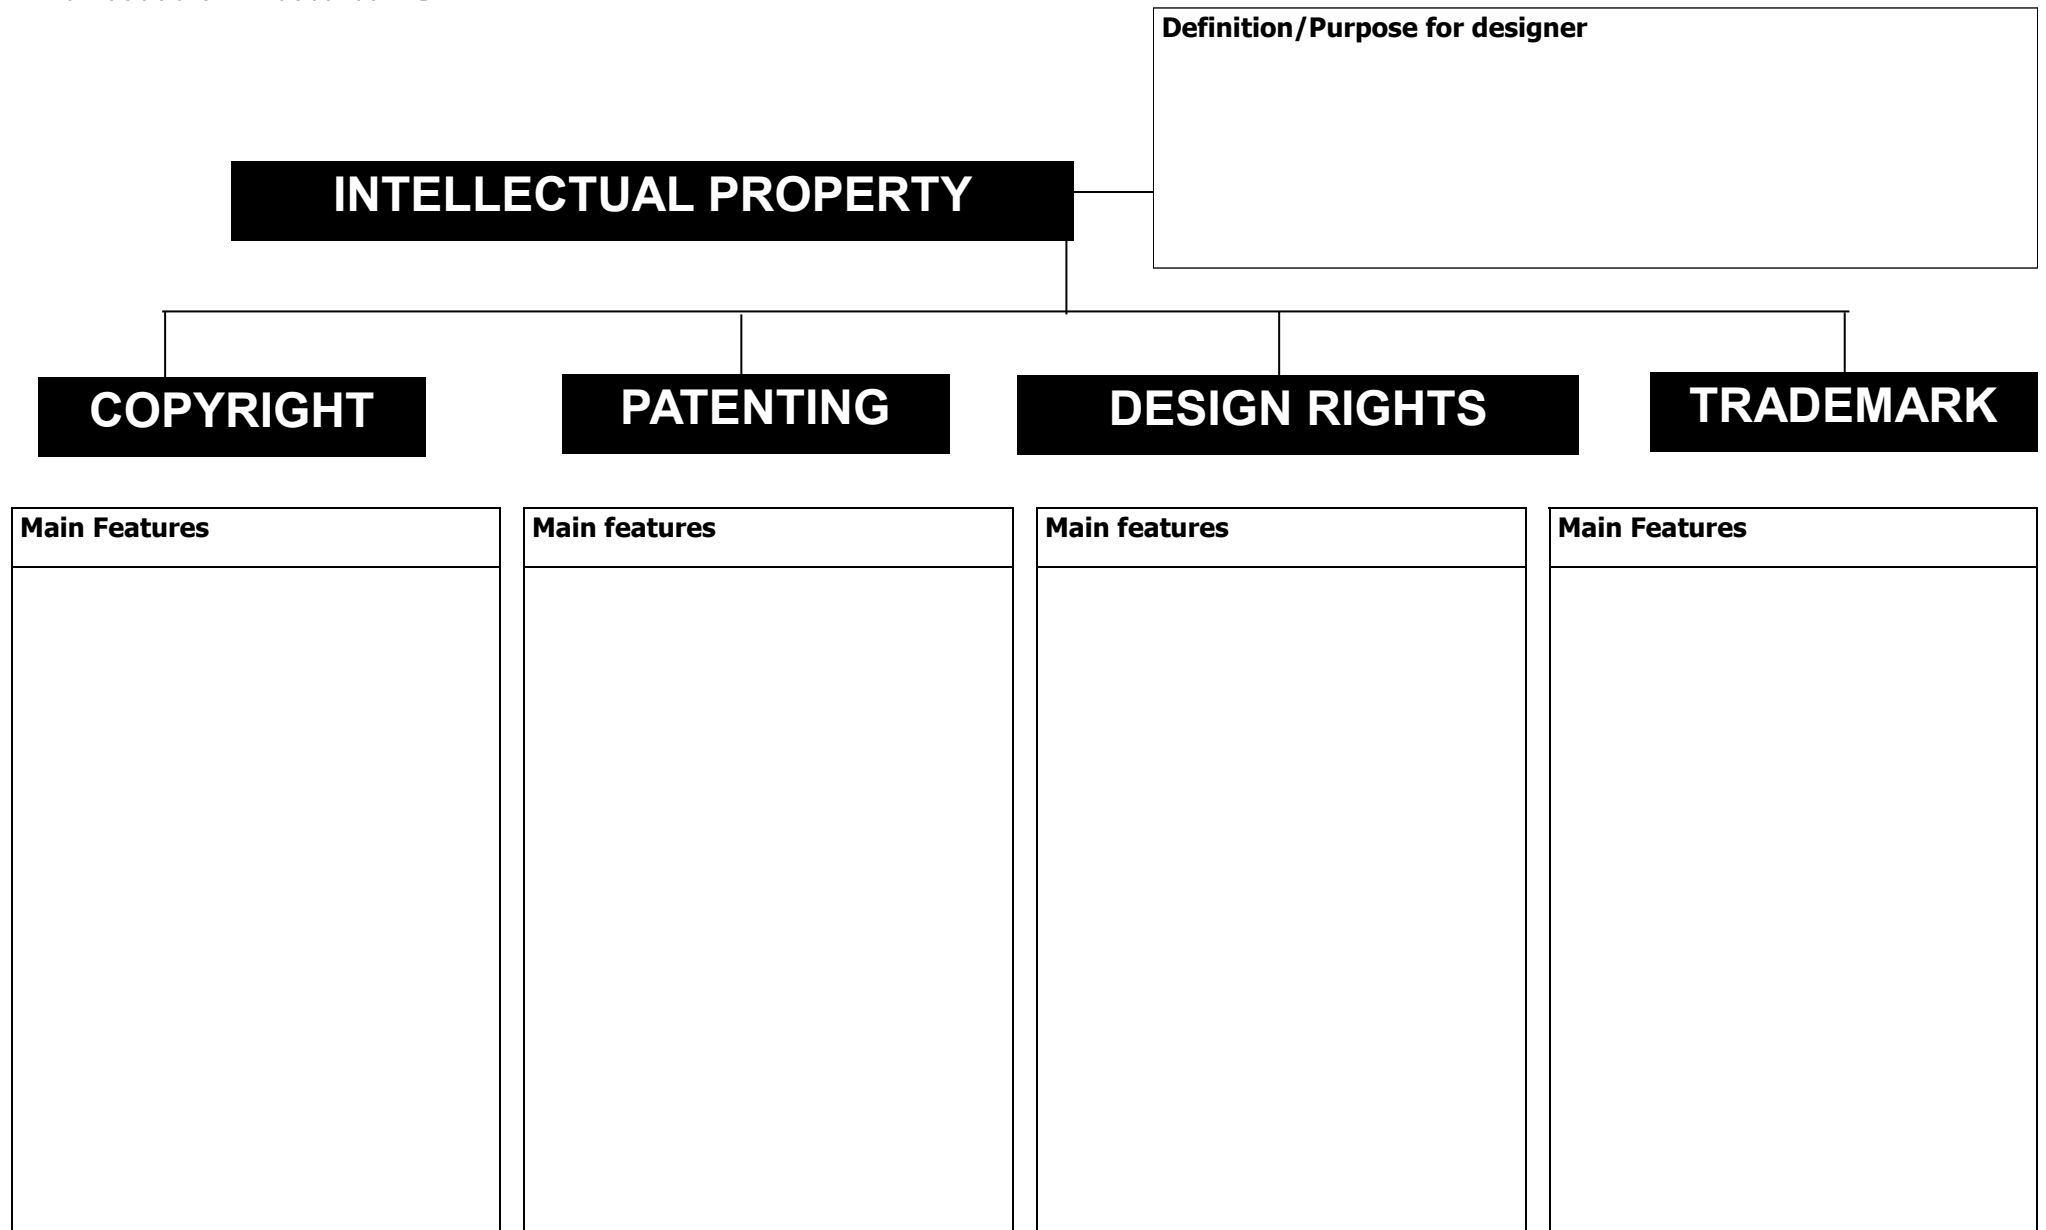 Definition/Purpose for designer
INTELLECTUAL PROPERTY
COPYRIGHT
PATENTING
DESIGN RIGHTS
TRADEMARK
Main Features
Main features
Main features
Main Features